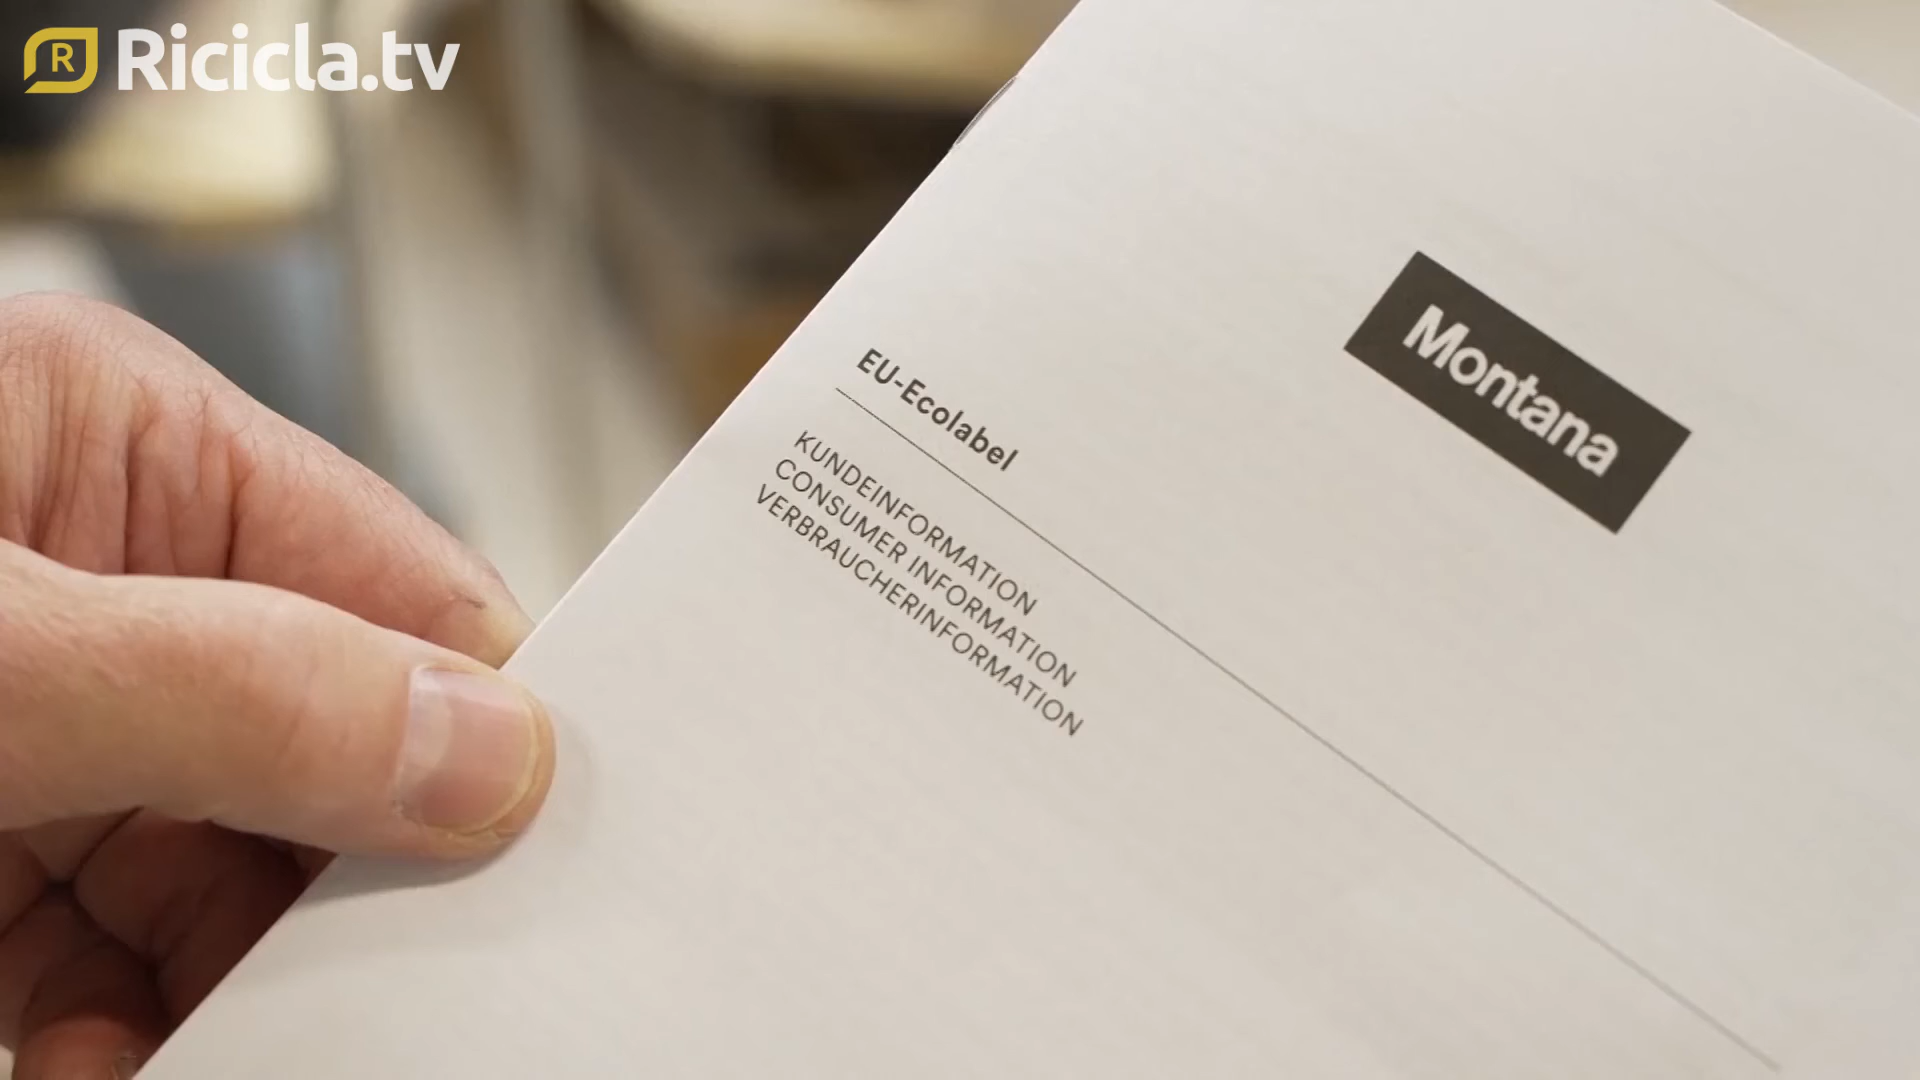 R Ricicla.tv
Montana
EU-Ecolabel
KUNDEINFORMATION
CONSUMER INFORMATION
VERBRAUCHERINFORMATION